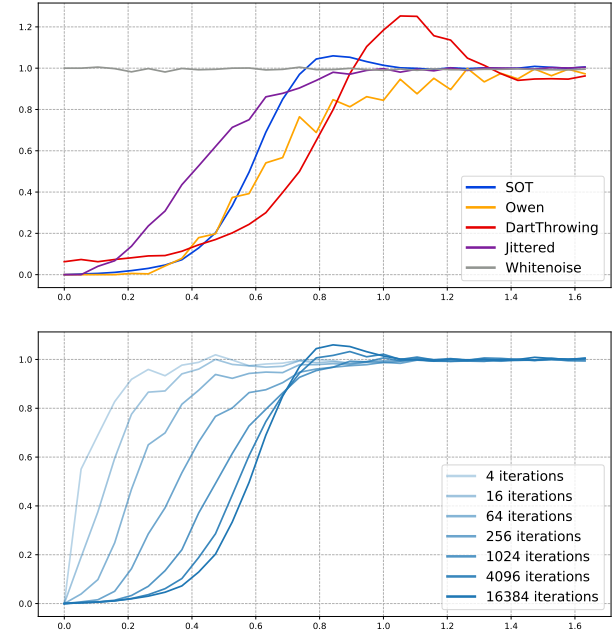 1.2
1.0
0.8
0.6
0.4
0.2
0.0
SOT
Owen
DartThrowing
Jittered
Whitenoise
0.0 0.2 0.4 0.6 0.8 1.0 1.2 1.4 1.6
1.0
0.8
0.6
0.4
0.2
0.0
4 iterations
16 iterations
64 iterations
256 iterations
1024 iterations
4096 iterations
16384 iterations
0.0 0.2 0.4 0.6 0.8 1.0 1.2 1.4 1.6